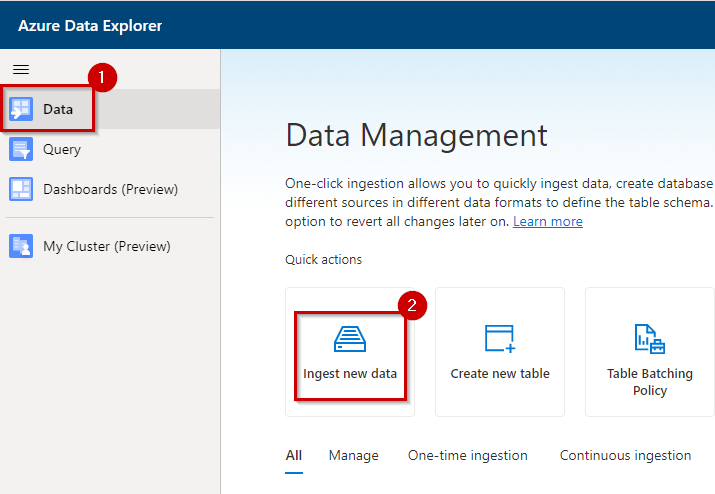 Azure Data Explorer
1
Data
Query
Dashboards (Preview)
My Cluster (Preview)
Data Management
One-click ingestion allows you to quickly ingest data, create database
different sources in different data formats to define the table schema.
option to revert all changes later on. Learn more
Quick actions
2
Ingest new data
Create new table
Table Batching
Policy
All
Manage
One-time ingestion
Continuous ingestion